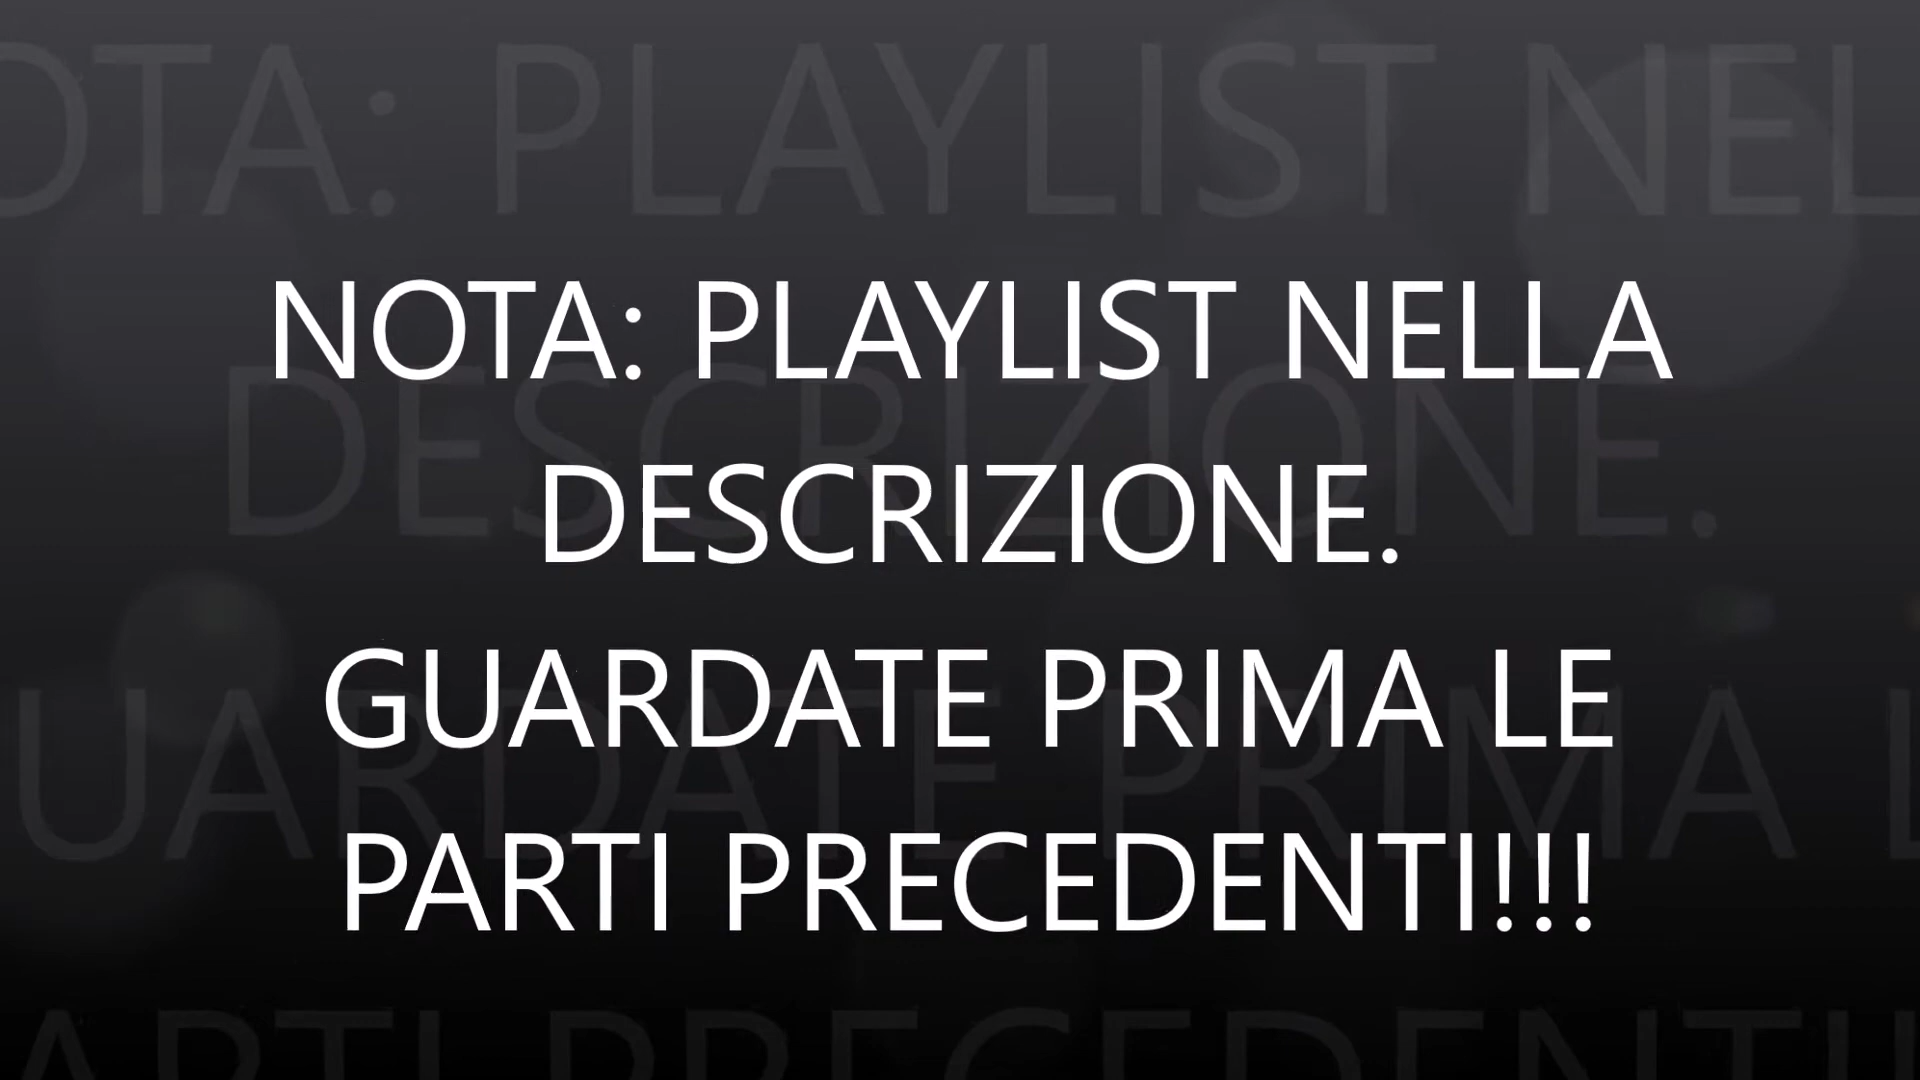 NOTA: PLAYLIST NELLA
DESCRIZIONE.
GUARDATE PRIMA LE
PARTI PRECEDENTI!!!